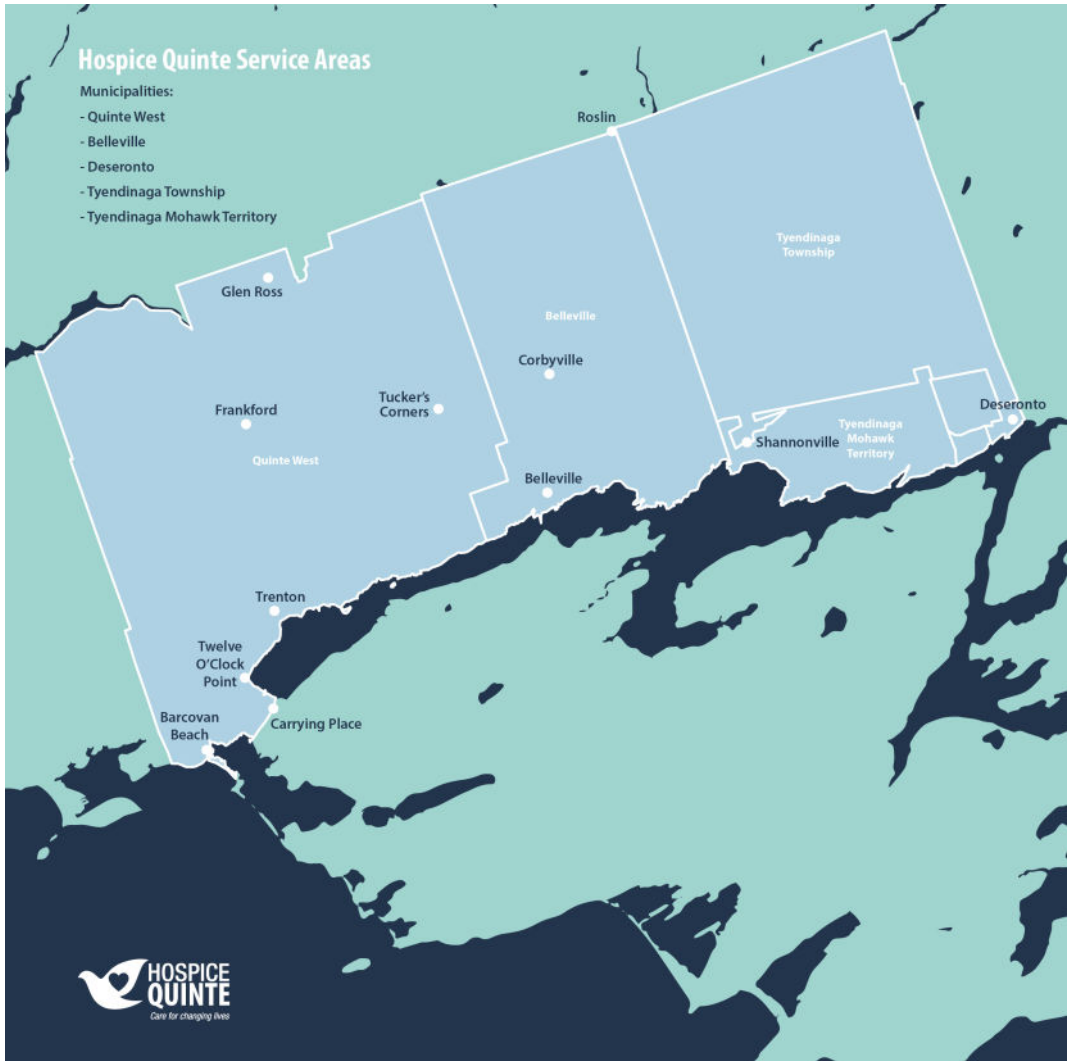 Hospice Quinte Service Areas
Municipalities:
- Quinte West
- Belleville
- Deseronto
- Tyendinaga Township
- Tyendinaga Mohawk Territory
Roslin
Tyendinaga
Township
Glen Ross
Belleville
Corbyville
Tucker's
Corners
Frankford
Deseronto
Tyendinaga
Mohawk
Territory
Shannonville
Quinte West
Belleville
Trenton
Twelve
O'Clock
Point
Barcovan
Beach
Carrying Place
HOSPICE
QUINTE
Care for changing lives